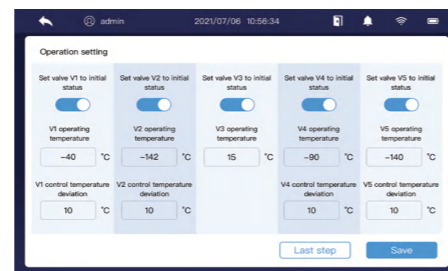 admin 2021/07/06 10:56:34
Operation setting
Set valve V1 to initial status
Set valve V2 to initial status
Set valve V3 to initial status
Set valve V4 to initial status
Set valve V5 to initial status
V1 operating temperature
V2 operating temperature
V3 operating temperature
V4 operating temperature
V5 operating temperature
-40 °C
-142 °C
15 °C
-90 °C
-140 °C
V1 control temperature deviation
V2 control temperature deviation
V4 control temperature deviation
V5 control temperature deviation
10 °C
10 °C
10 °C
10 °C
Last step
Save